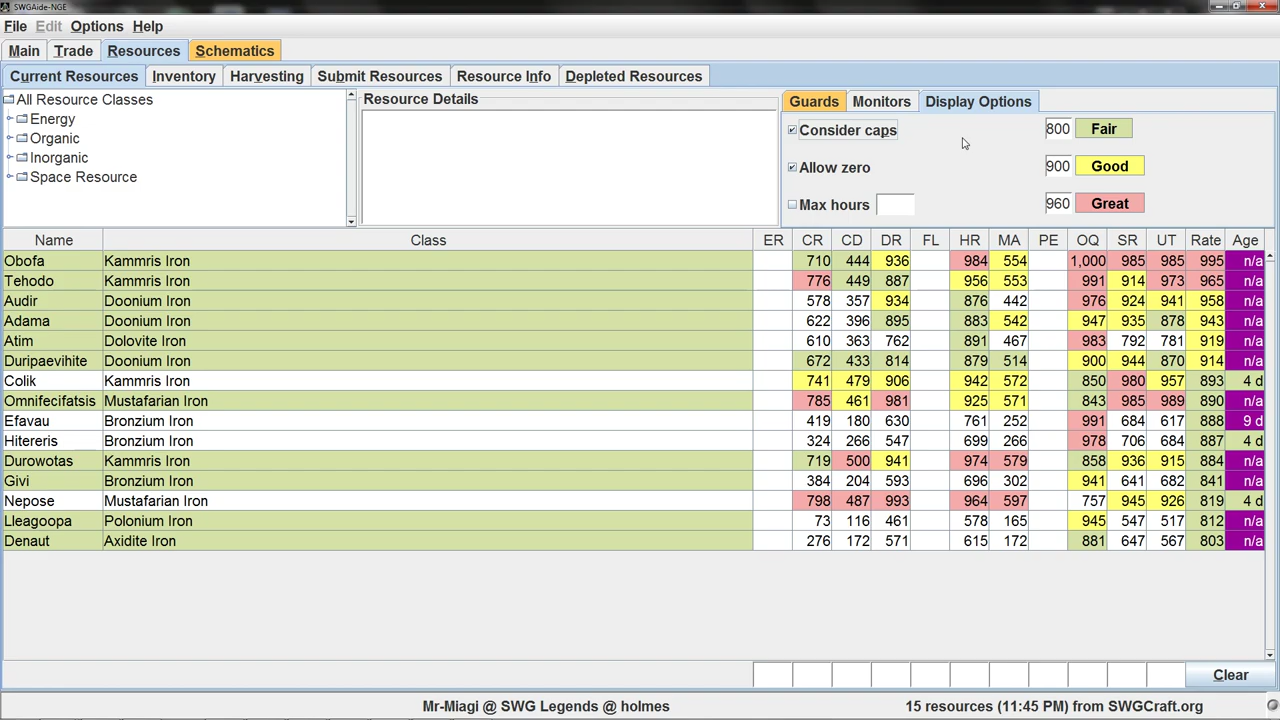 SWGAide-NGE
File Edit Options Help
Main Trade Resources Schematics
Current Resources Inventory Harvesting Submit Resources Resource Info Depleted Resources
All Resource Classes
Energy
Organic
Inorganic
Space Resource
Resource Details
Guards Monitors Display Options
Consider caps 800 Fair
Allow zero 900 Good
Max hours 960 Great
Name Class ER CR CD DR FL HR MA PE OQ SR UT Rate Age
Obofa Kammris Iron 710 444 936 984 554 1,000 985 985 995 n/a
Tehodo Kammris Iron 776 449 887 956 553 991 914 973 965 n/a
Audir Doonium Iron 578 357 934 876 442 976 924 941 958 n/a
Adama Doonium Iron 622 396 895 883 542 947 935 878 943 n/a
Atim Dolovite Iron 610 363 762 891 467 983 792 781 919 n/a
Duripaevihite Doonium Iron 672 433 814 879 514 900 944 870 914 n/a
Colik Kammris Iron 741 479 906 942 572 850 980 957 893 4 d
Omnifecifatsis Mustafarian Iron 785 461 981 925 571 843 985 989 890 n/a
Efavau Bronzium Iron 419 180 630 761 252 991 684 617 888 9 d
Hitereris Bronzium Iron 324 266 547 699 266 978 706 684 887 4 d
Durowotas Kammris Iron 719 500 941 974 579 858 936 915 884 n/a
Givi Bronzium Iron 384 204 593 696 302 941 641 682 841 n/a
Nepose Mustafarian Iron 798 487 993 964 597 757 945 926 819 4 d
Lleagoopa Polonium Iron 73 116 461 578 165 945 547 517 812 n/a
Denaut Axidite Iron 276 172 571 615 172 881 647 567 803 n/a
Clear
Mr-Miagi @ SWG Legends @ holmes 15 resources (11:45 PM) from SWGCraft.org